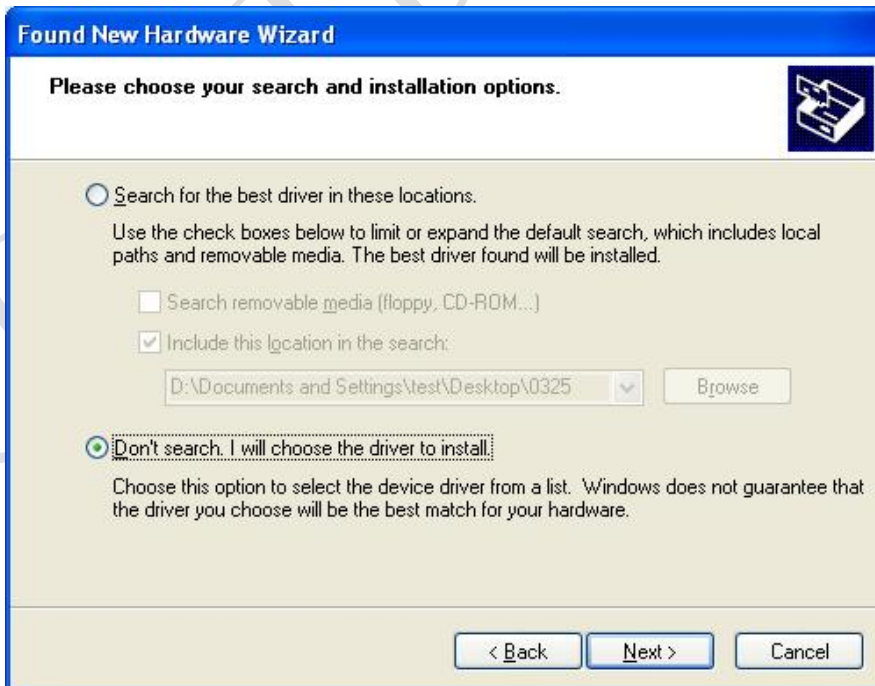 Found New Hardware Wizard
Please choose your search and installation options.
Search for the best driver in these locations.
Use the check boxes below to limit or expand the default search, which includes local
paths and removable media. The best driver found will be installed.
Search removable media (floppy, CD-ROM...)
Include this location in the search:
D:\Documents and Settings\test\Desktop\0325
Browse
Don't search. I will choose the driver to install.
Choose this option to select the device driver from a list. Windows does not guarantee that
the driver you choose will be the best match for your hardware.
< Back Next > Cancel